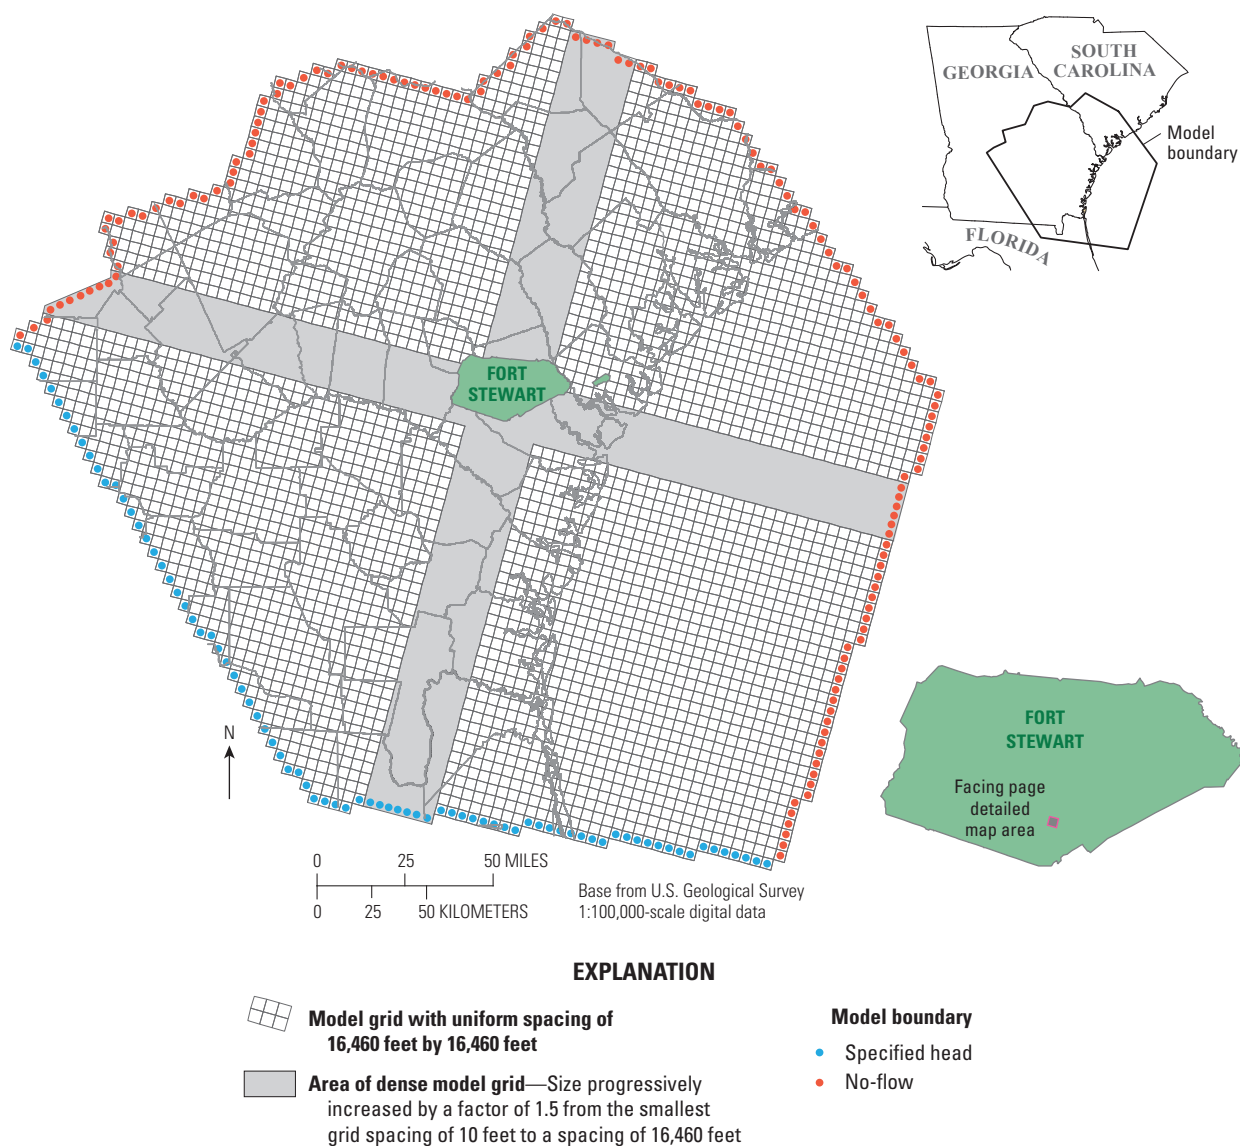 GEORGIA
SOUTH
CAROLINA
Model
boundary
FLORIDA
FORT
STEWART
N
FORT
STEWART
Facing page
detailed
map area
0 25 50 MILES
0 25 50 KILOMETERS
Base from U.S. Geological Survey
1:100,000-scale digital data
EXPLANATION
Model grid with uniform spacing of
16,460 feet by 16,460 feet
Area of dense model grid—Size progressively
increased by a factor of 1.5 from the smallest
grid spacing of 10 feet to a spacing of 16,460 feet
Model boundary
Specified head
No-flow